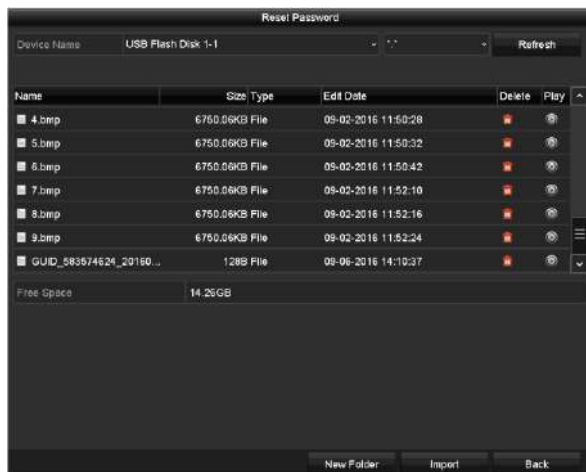 Reset Password
Device Name USB Flash Disk 1-1 *.* Refresh
Name Size Type Edit Date Delete Play
4.bmp 6750.06KB File 09-02-2016 11:50:28
5.bmp 6750.06KB File 09-02-2016 11:50:32
6.bmp 6750.06KB File 09-02-2016 11:50:42
7.bmp 6750.06KB File 09-02-2016 11:52:10
8.bmp 6750.06KB File 09-02-2016 11:52:16
9.bmp 6750.06KB File 09-02-2016 11:52:24
GUID_583574624_20160... 128B File 09-06-2016 14:10:37
Free Space 14.26GB
New Folder Import Back